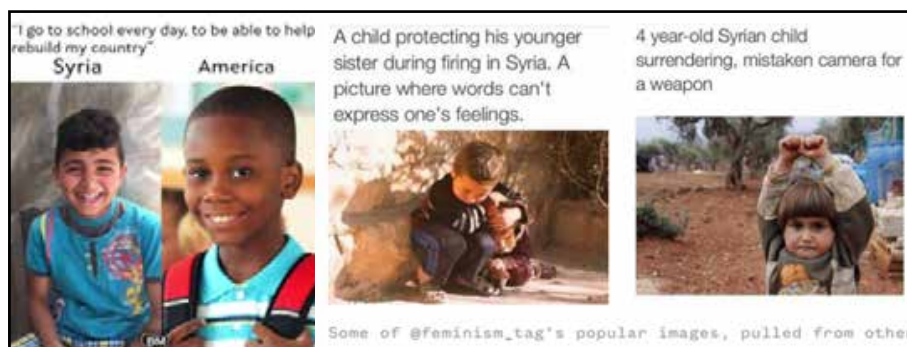 "I go to school every day, to be able to help
rebuild my country"
Syria
America
A child protecting his younger
sister during firing in Syria. A
picture where words can't
express one's feelings.
4 year-old Syrian child
surrendering, mistaken camera for
a weapon
Some of @feminism_tag's popular images, pulled from othe